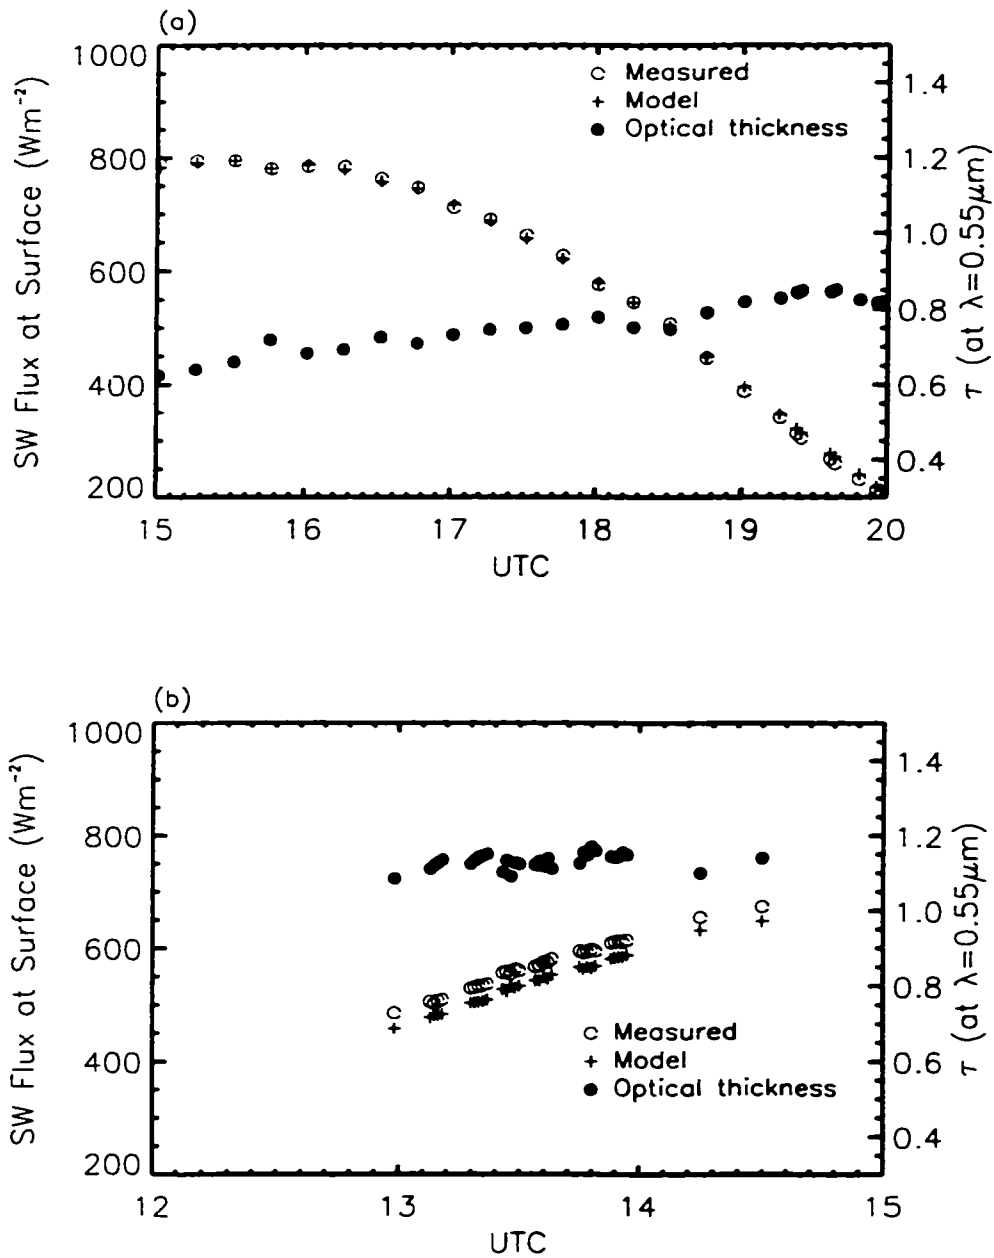 (a)
SW Flux at Surface (Wm⁻²)
1000
800
600
400
200
○ Measured
+ Model
● Optical thickness
1.4
1.2
1.0
0.8
0.6
0.4
τ (at λ=0.55μm)
15 16 17 18 19 20
UTC
(b)
SW Flux at Surface (Wm⁻²)
1000
800
600
400
200
○ Measured
+ Model
● Optical thickness
1.4
1.2
1.0
0.8
0.6
0.4
τ (at λ=0.55μm)
12 13 14 15
UTC